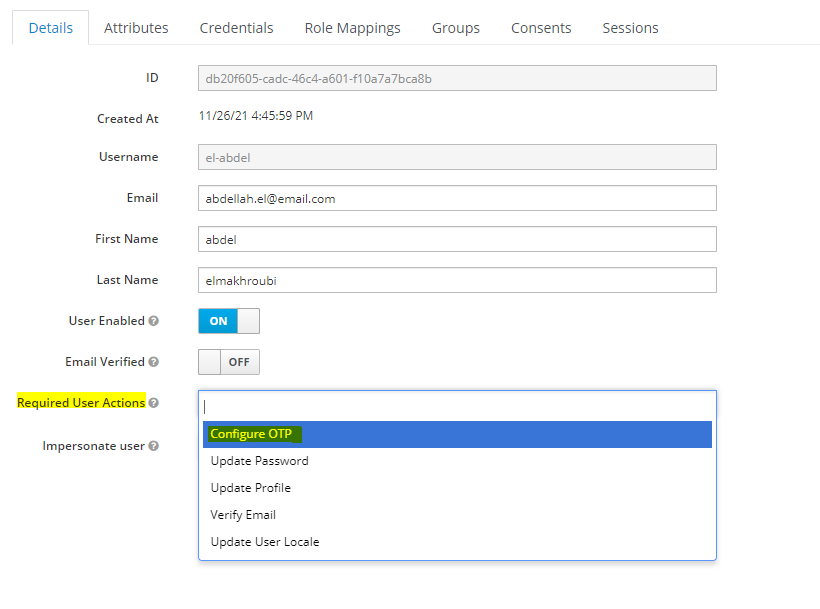 Details Attributes Credentials Role Mappings Groups Consents Sessions
ID db20f605-cadc-46c4-a601-f10a7a7bca8b
Created At 11/26/21 4:45:59 PM
Username el-abdel
Email abdellah.el@email.com
First Name abdel
Last Name elmakhroubi
User Enabled ? ON
Email Verified ? OFF
Required User Actions ?
Configure OTP
Impersonate user ?
Update Password
Update Profile
Verify Email
Update User Locale